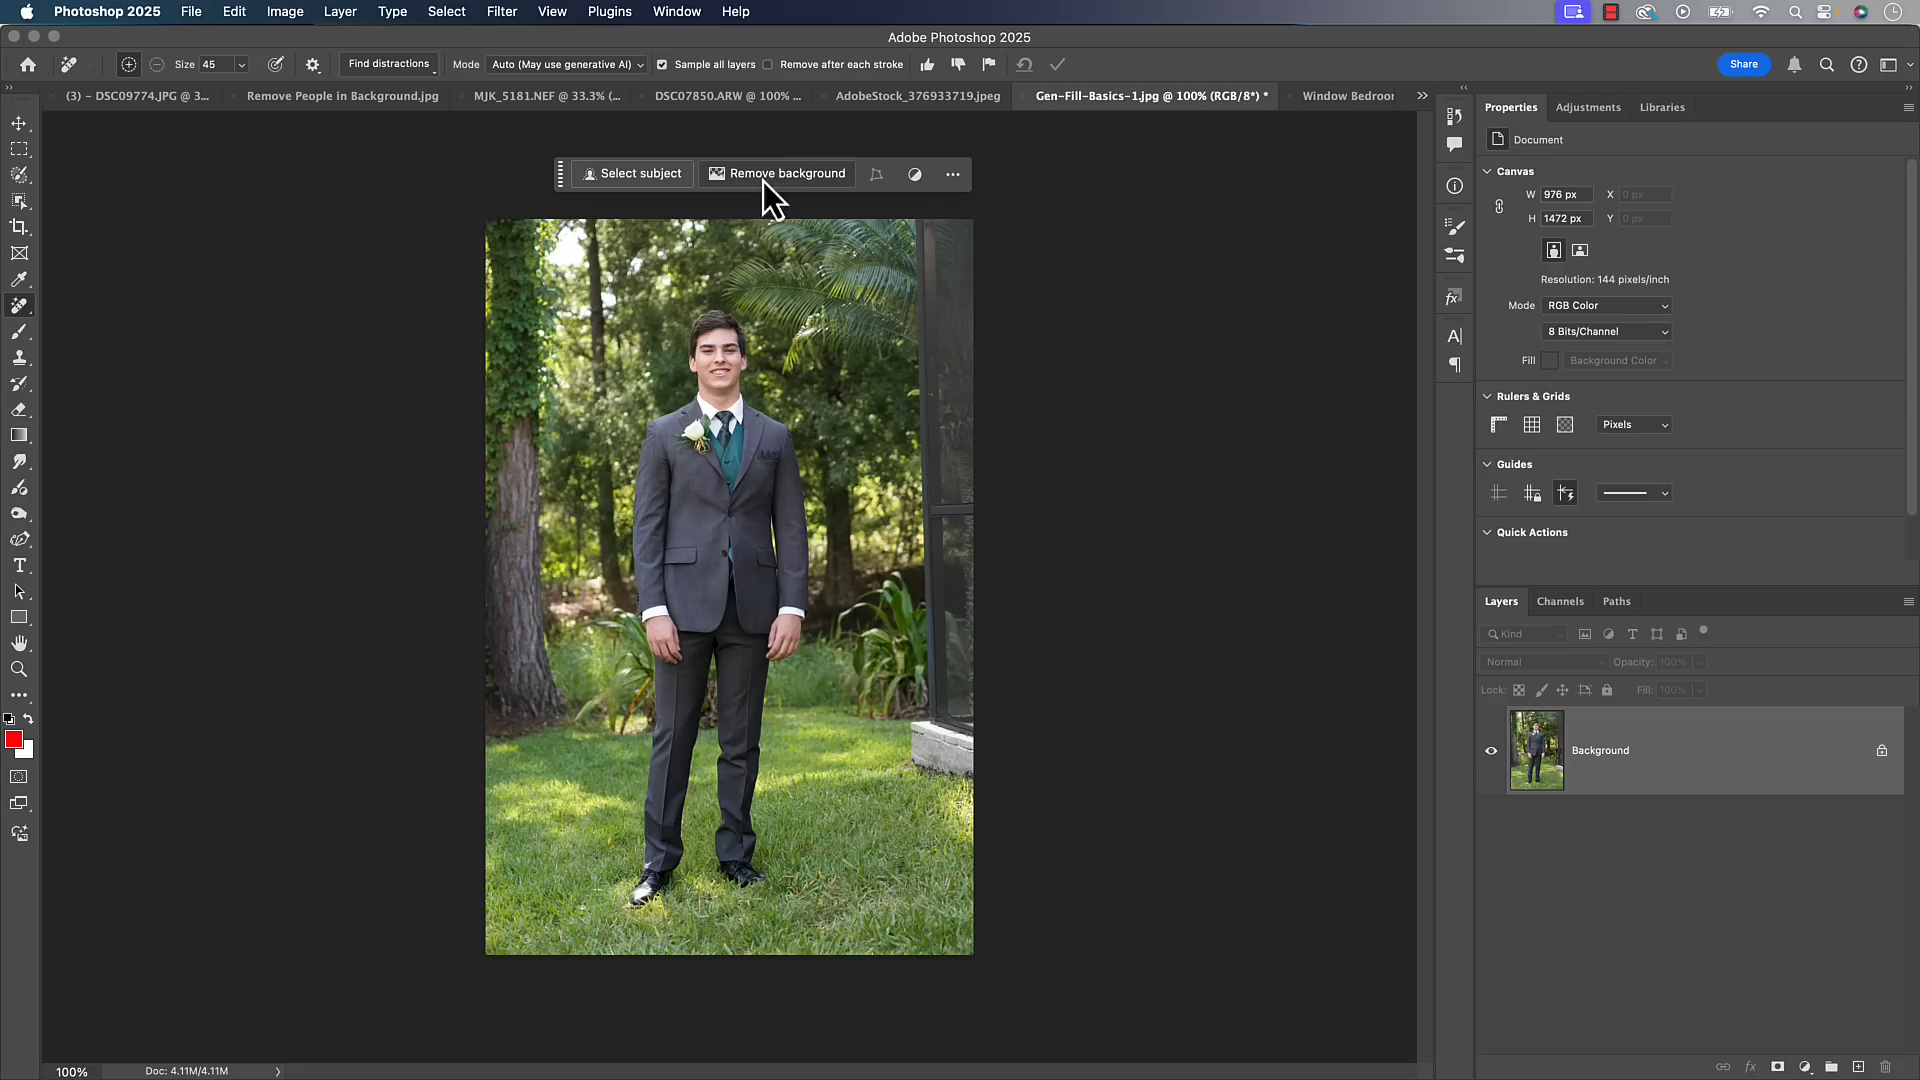 Photoshop 2025 File Edit Image Layer Type Select Filter View Plugins Window Help
Adobe Photoshop 2025
Size 45 Find distractions Mode Auto (May use generative AI) Sample all layers Remove after each stroke Share
(3) - DSC09774.JPG @ 3... Remove People in Background.jpg MJK_5181.NEF @ 33.3% (... DSC07850.ARW @ 100% ... AdobeStock_376933719.jpeg Gen-Fill-Basics-1.jpg @ 100% (RGB/8*) * Window Bedroor
Properties Adjustments Libraries
Document
Select subject Remove background
Canvas
W 976 px X 0 px
H 1472 px Y 0 px
Resolution: 144 pixels/inch
Mode RGB Color
8 Bits/Channel
Fill Background Color
Rulers & Grids
Pixels
Guides
Quick Actions
Layers Channels Paths
Kind
Normal Opacity: 100%
Lock: Fill: 100%
Background
100% Doc: 4.11M/4.11M